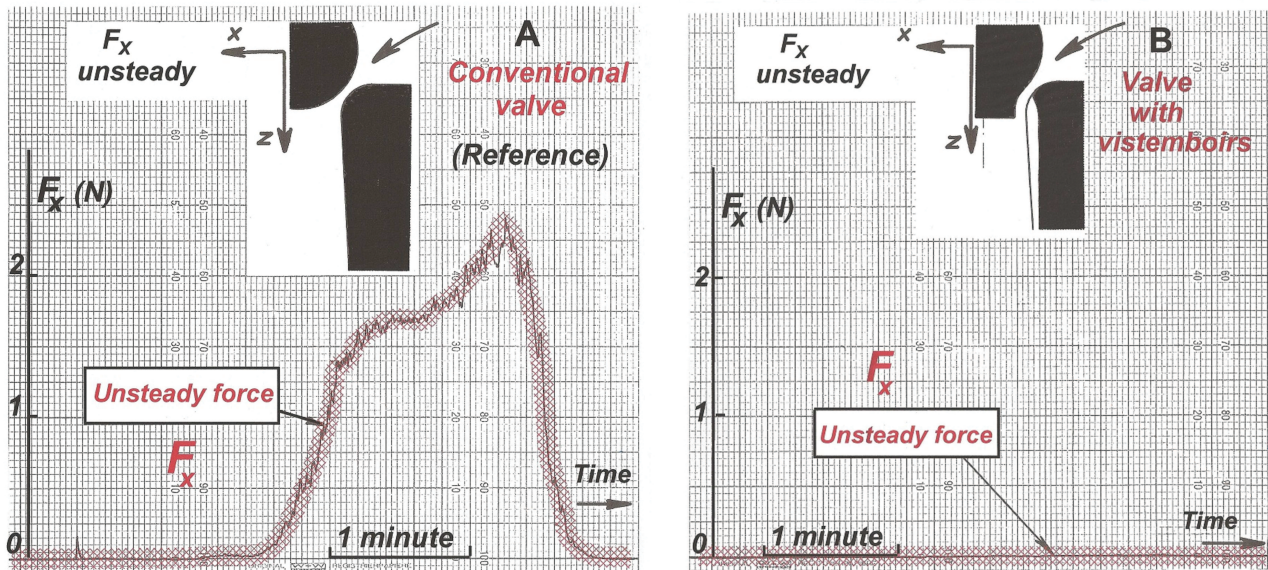 Fx
unsteady
x
z
A
Conventional
valve
(Reference)
Fx (N)
2
1
0
Unsteady force
Fx
Time
1 minute
Fx
unsteady
x
z
B
Valve
with
vistemboirs
Fx (N)
2
1
0
Fx
Unsteady force
1 minute
Time